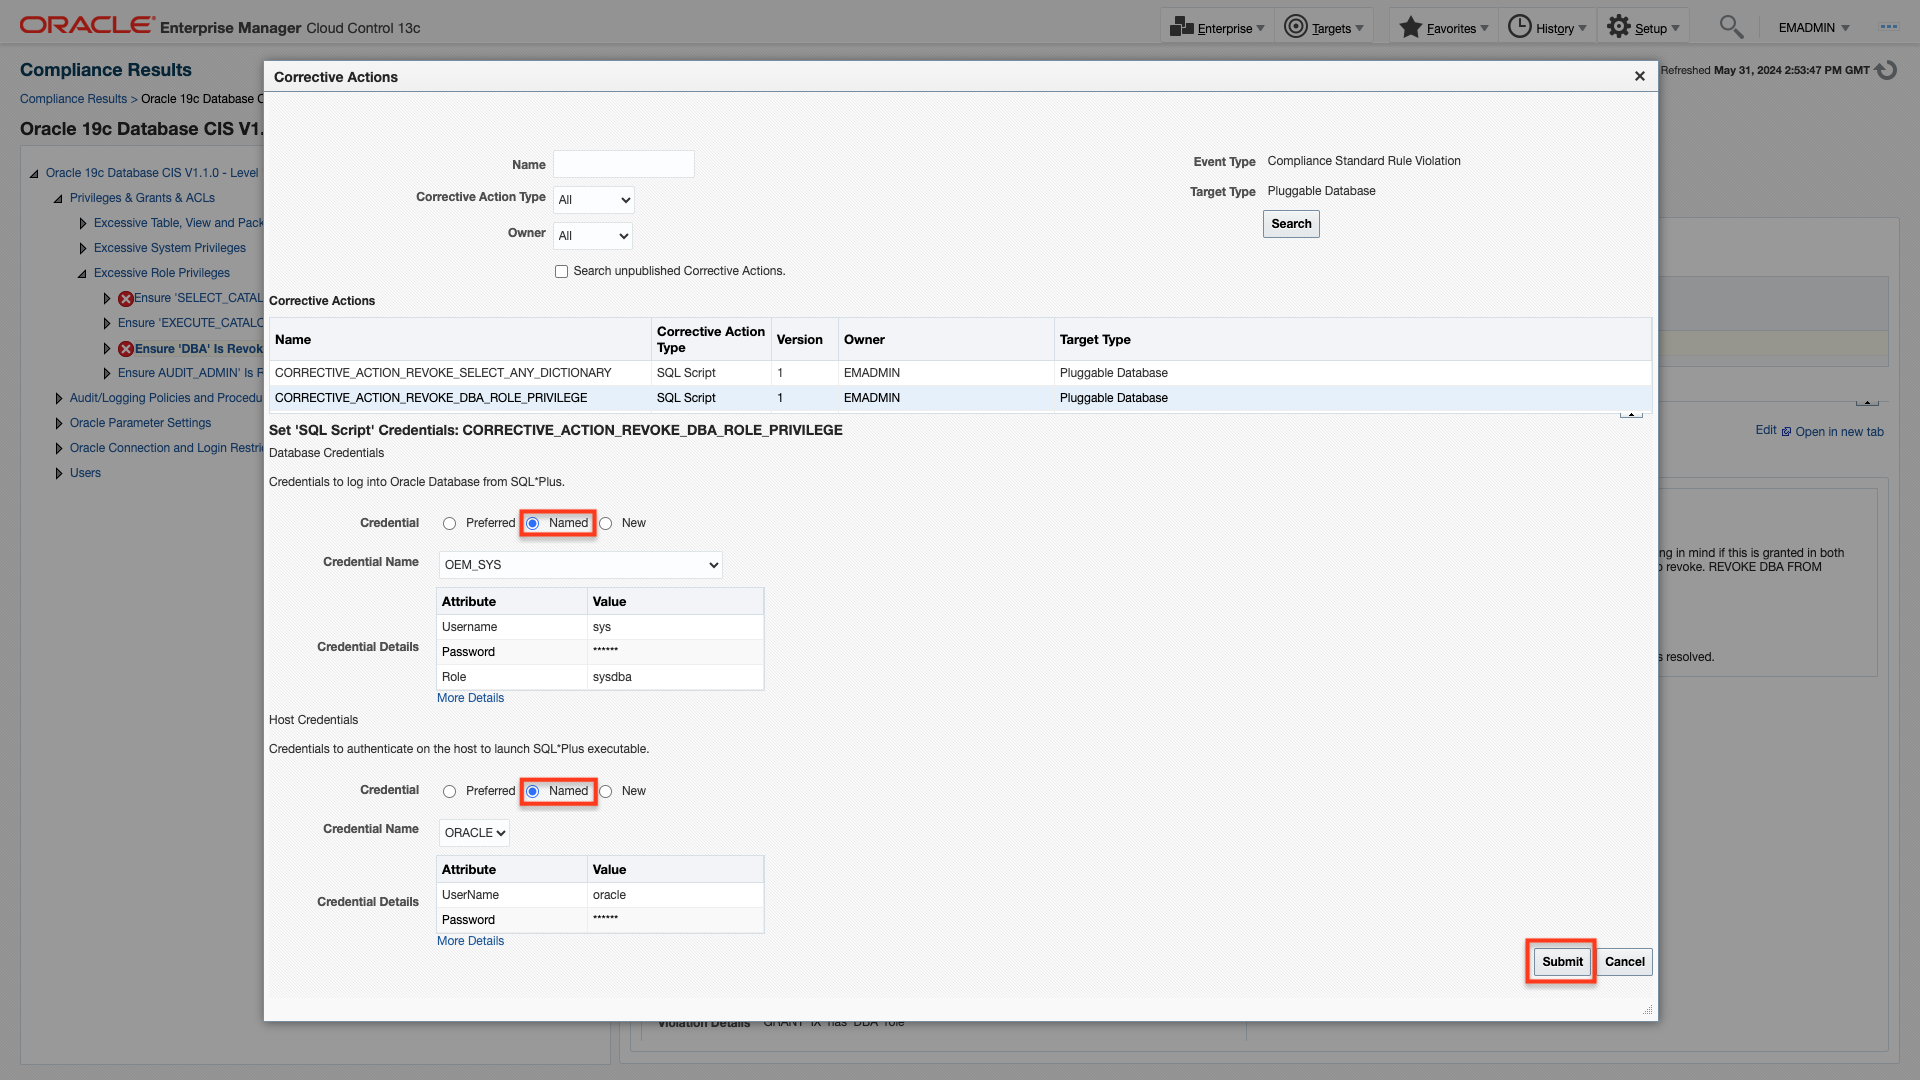 ORACLE Enterprise Manager Cloud Control 13c
Enterprise Targets Favorites History Setup EMADMIN
Compliance Results
Refreshed May 31, 2024 2:53:47 PM GMT
Compliance Results > Oracle 19c Database C
Oracle 19c Database CIS V1.
Oracle 19c Database CIS V1.1.0 - Level
Privileges & Grants & ACLs
Excessive Table, View and Pack
Excessive System Privileges
Excessive Role Privileges
Ensure 'SELECT_CATAL
Ensure 'EXECUTE_CATALO
Ensure 'DBA' Is Revok
Ensure AUDIT_ADMIN' Is R
Audit/Logging Policies and Procedu
Oracle Parameter Settings
Oracle Connection and Login Restri
Users
Corrective Actions
Name
Corrective Action Type All
Owner All
Search unpublished Corrective Actions.
Event Type Compliance Standard Rule Violation
Target Type Pluggable Database
Search
Corrective Actions
Name Corrective Action Type Version Owner Target Type
CORRECTIVE_ACTION_REVOKE_SELECT_ANY_DICTIONARY SQL Script 1 EMADMIN Pluggable Database
CORRECTIVE_ACTION_REVOKE_DBA_ROLE_PRIVILEGE SQL Script 1 EMADMIN Pluggable Database
Set 'SQL Script' Credentials: CORRECTIVE_ACTION_REVOKE_DBA_ROLE_PRIVILEGE
Database Credentials
Credentials to log into Oracle Database from SQL*Plus.
Credential Preferred Named New
Credential Name OEM_SYS
Credential Details
Attribute Value
Username sys
Password ******
Role sysdba
More Details
Host Credentials
Credentials to authenticate on the host to launch SQL*Plus executable.
Credential Preferred Named New
Credential Name ORACLE
Credential Details
Attribute Value
UserName oracle
Password ******
More Details
Submit Cancel
Edit Open in new tab
ng in mind if this is granted in both
o revoke. REVOKE DBA FROM
s resolved.
Violation Details